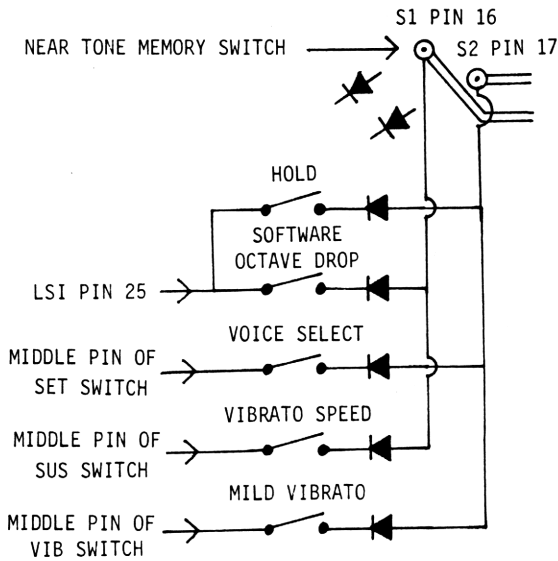 S1 PIN 16
NEAR TONE MEMORY SWITCH
S2 PIN 17
HOLD
SOFTWARE
OCTAVE DROP
LSI PIN 25
VOICE SELECT
MIDDLE PIN OF
SET SWITCH
VIBRATO SPEED
MIDDLE PIN OF
SUS SWITCH
MILD VIBRATO
MIDDLE PIN OF
VIB SWITCH